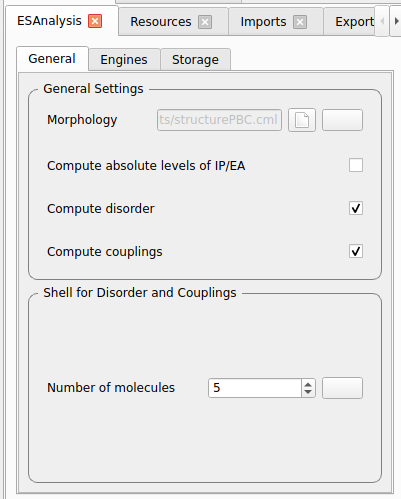 ESAnalysis Resources Imports Export
General Engines Storage
General Settings
Morphology ts/structurePBC.cml
Compute absolute levels of IP/EA
Compute disorder
Compute couplings
Shell for Disorder and Couplings
Number of molecules 5